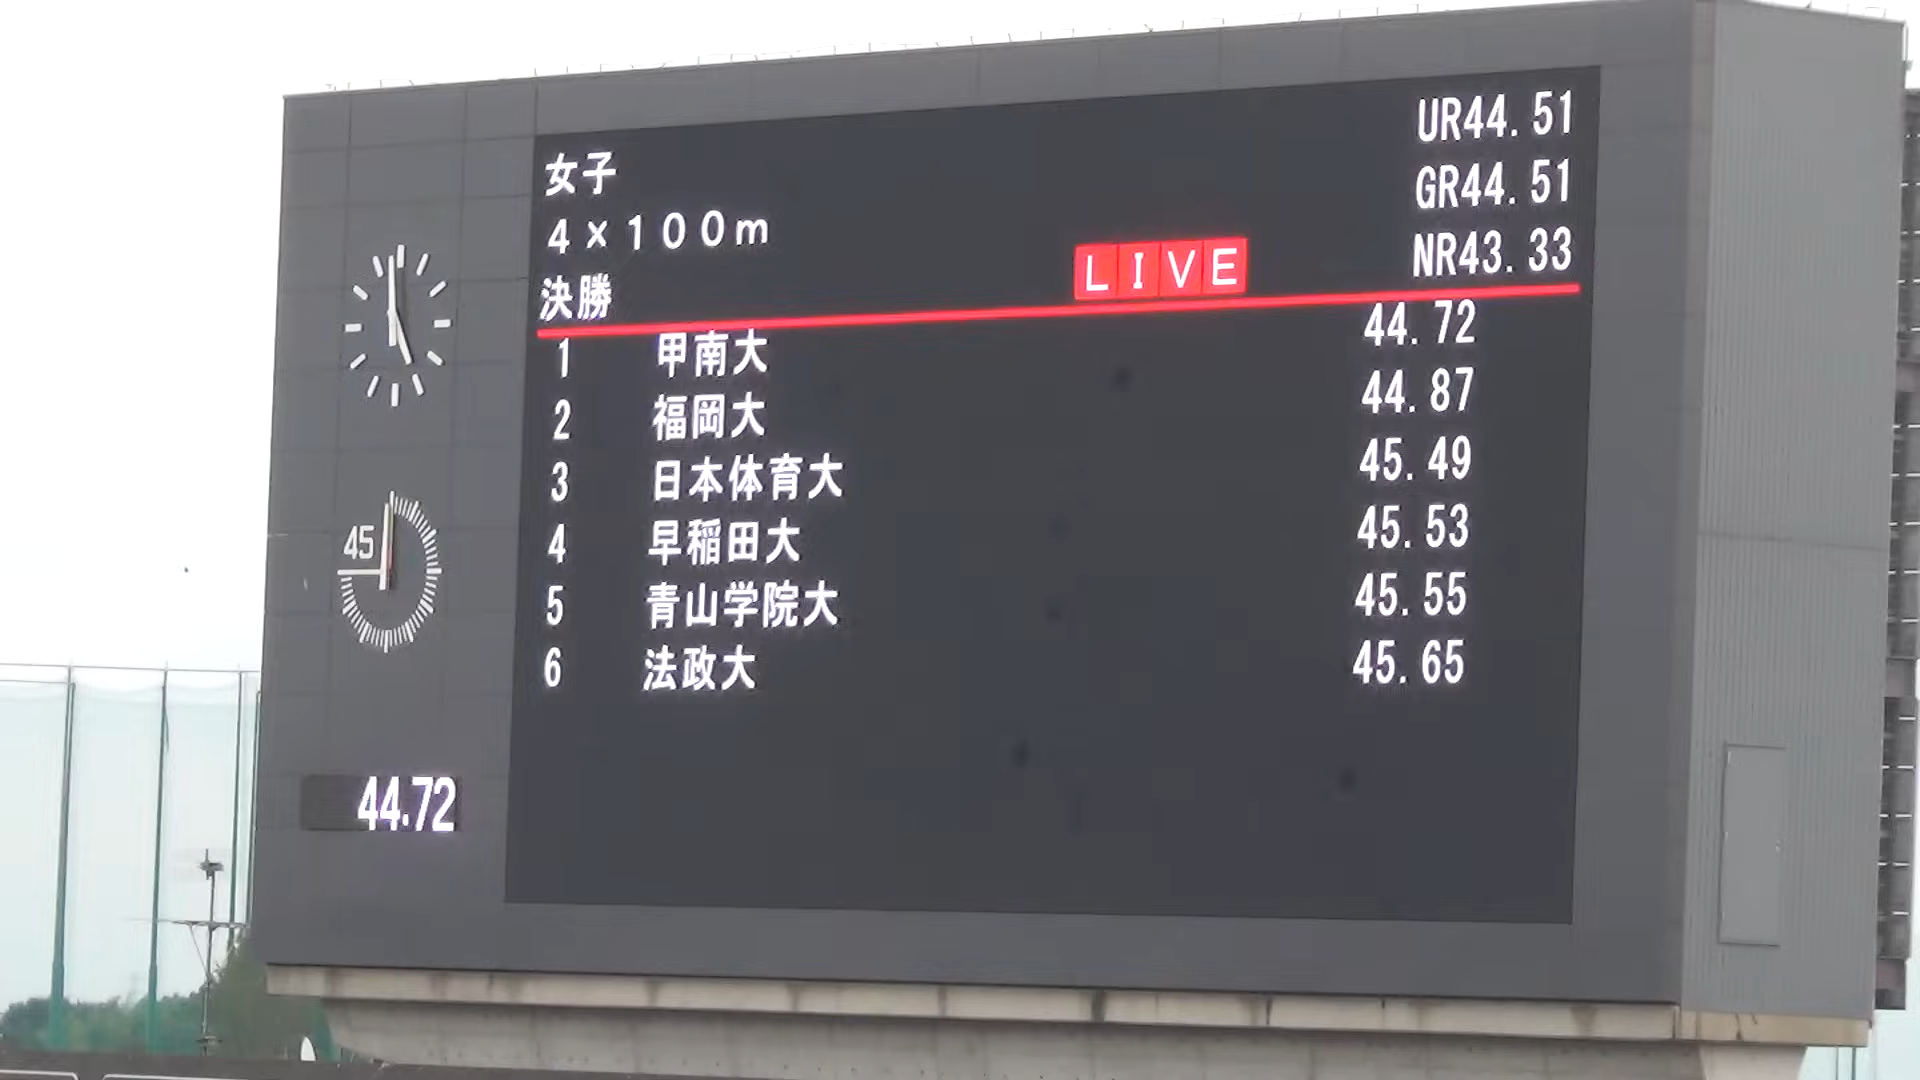 UR44.51
女子
GR44.51
4×100m
NR43.33
LIVE
決勝
1 甲南大 44.72
2 福岡大 44.87
3 日本体育大 45.49
4 早稲田大 45.53
5 青山学院大 45.55
6 法政大 45.65
45
44.72